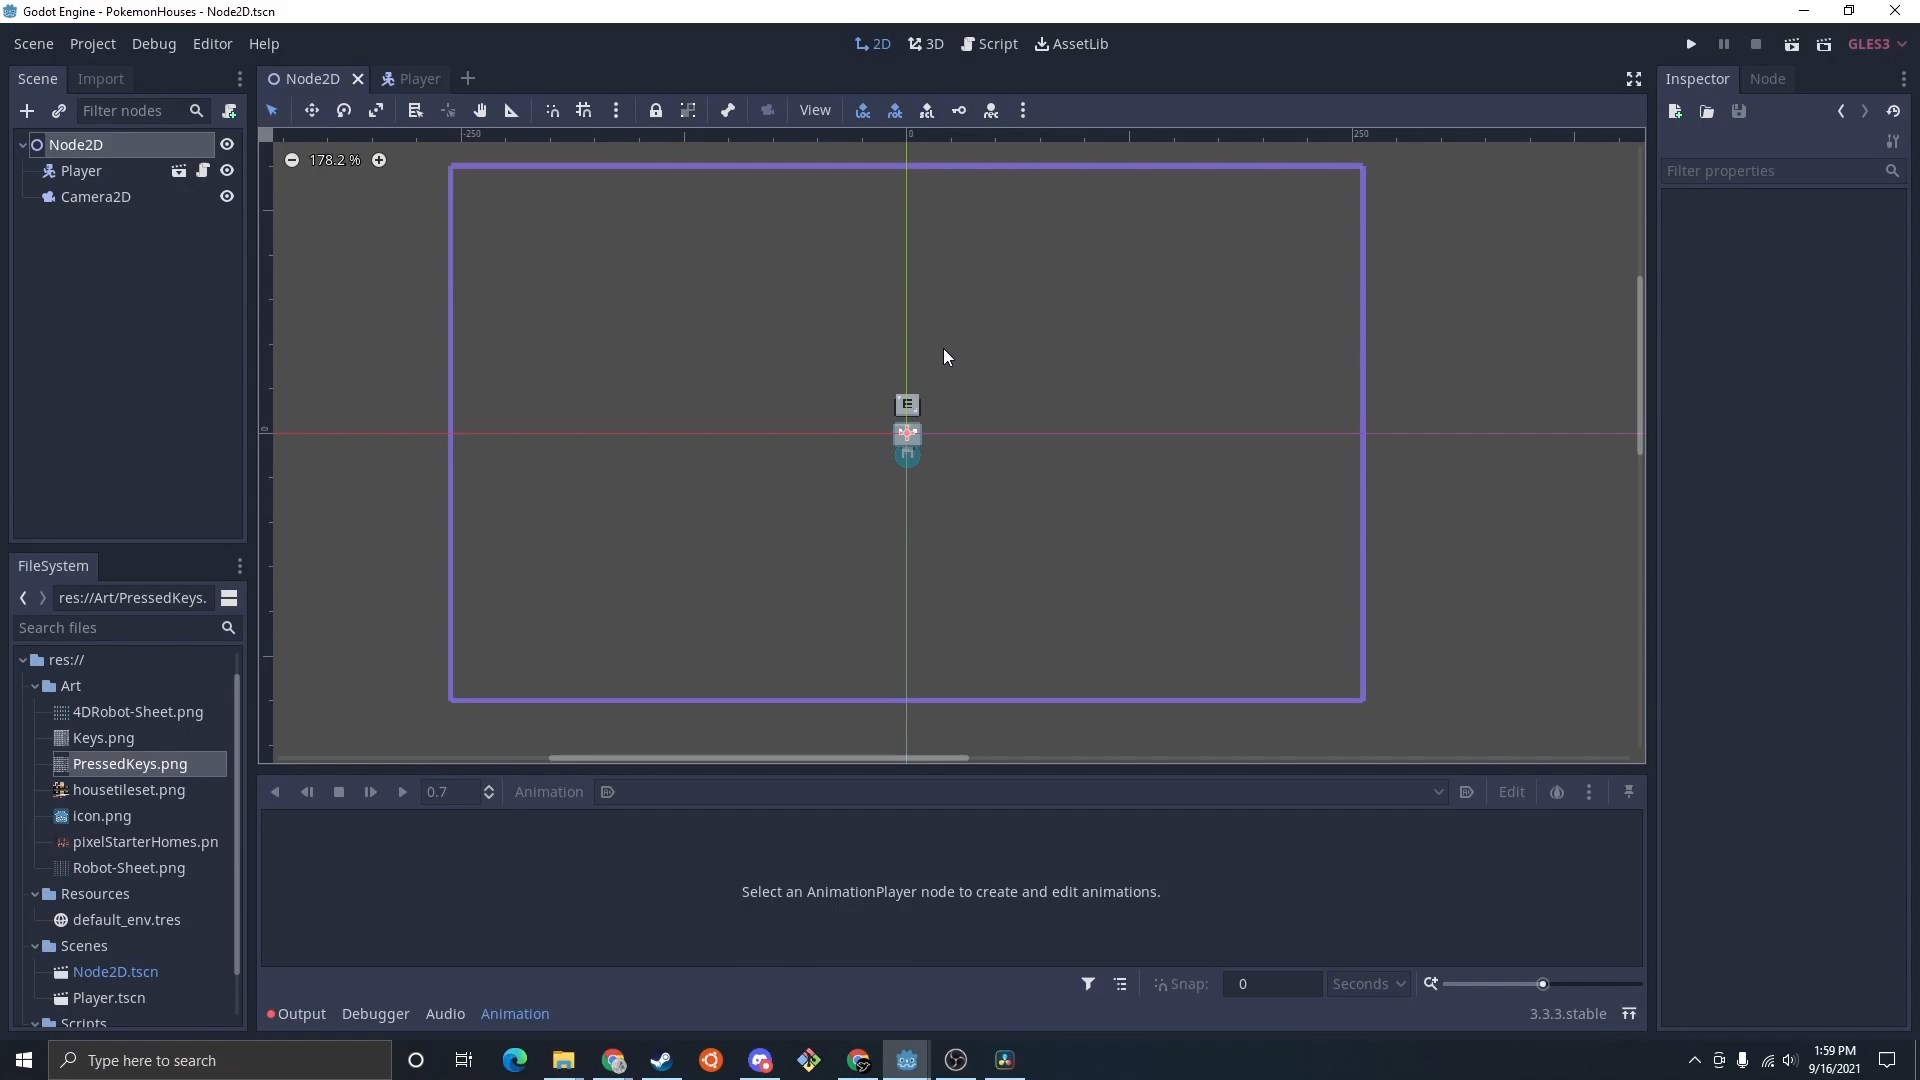 Godot Engine - PokemonHouses - Node2D.tscn
Scene Project Debug Editor Help
2D 3D Script AssetLib
GLES3
Scene Import
Node2D Player
Inspector Node
Filter nodes
View
-250 0 250
Filter properties
Node2D
178.2 %
Player
Camera2D
E
0
FileSystem
res://Art/PressedKeys.
Search files
res://
Art
4DRobot-Sheet.png
Keys.png
PressedKeys.png
housetileset.png
icon.png
pixelStarterHomes.pn
Robot-Sheet.png
Resources
default_env.tres
Scenes
Node2D.tscn
Player.tscn
Scripts
0.7 Animation Edit
Select an AnimationPlayer node to create and edit animations.
Snap: 0 Seconds
Output Debugger Audio Animation
3.3.3.stable
Type here to search
1:59 PM
9/16/2021